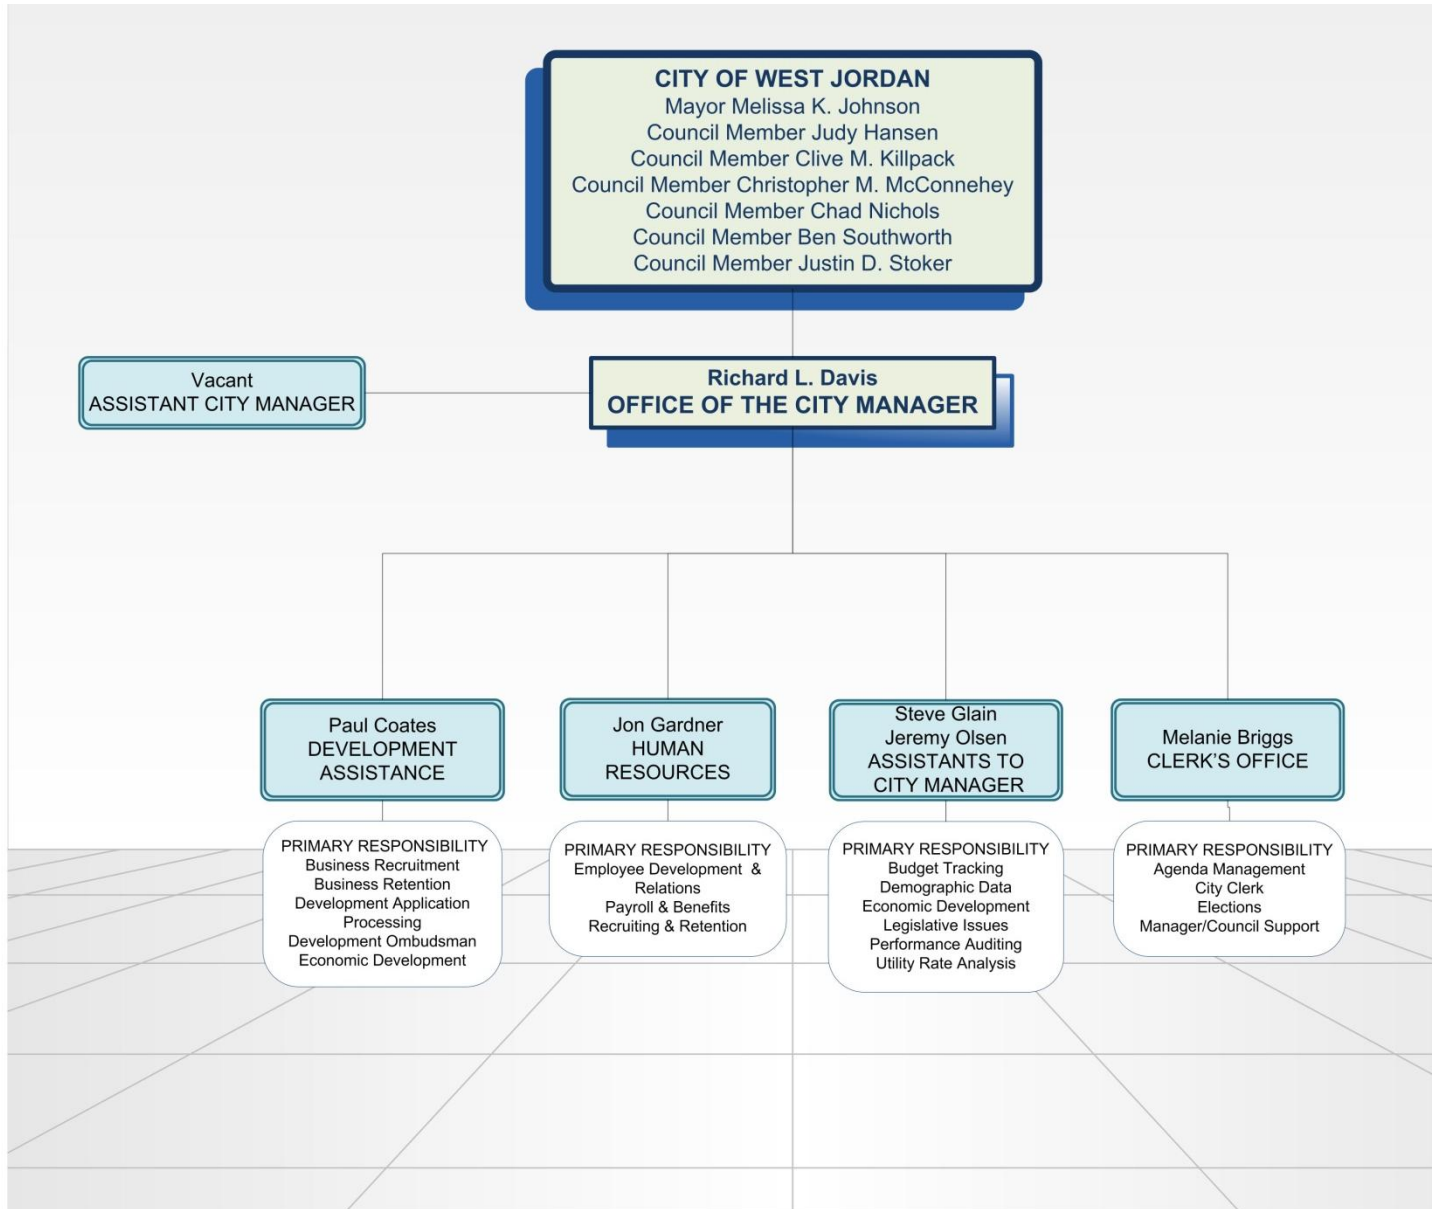 CITY OF WEST JORDAN
Mayor Melissa K. Johnson
Council Member Judy Hansen
Council Member Clive M. Killpack
Council Member Christopher M. McConnehey
Council Member Chad Nichols
Council Member Ben Southworth
Council Member Justin D. Stoker
Vacant
ASSISTANT CITY MANAGER
Richard L. Davis
OFFICE OF THE CITY MANAGER
Paul Coates
DEVELOPMENT
ASSISTANCE
Jon Gardner
HUMAN
RESOURCES
Steve Glain
Jeremy Olsen
ASSISTANTS TO
CITY MANAGER
Melanie Briggs
CLERK’S OFFICE
PRIMARY RESPONSIBILITY
Business Recruitment
Business Retention
Development Application
Processing
Development Ombudsman
Economic Development
PRIMARY RESPONSIBILITY
Employee Development &
Relations
Payroll & Benefits
Recruiting & Retention
PRIMARY RESPONSIBILITY
Budget Tracking
Demographic Data
Economic Development
Legislative Issues
Performance Auditing
Utility Rate Analysis
PRIMARY RESPONSIBILITY
Agenda Management
City Clerk
Elections
Manager/Council Support